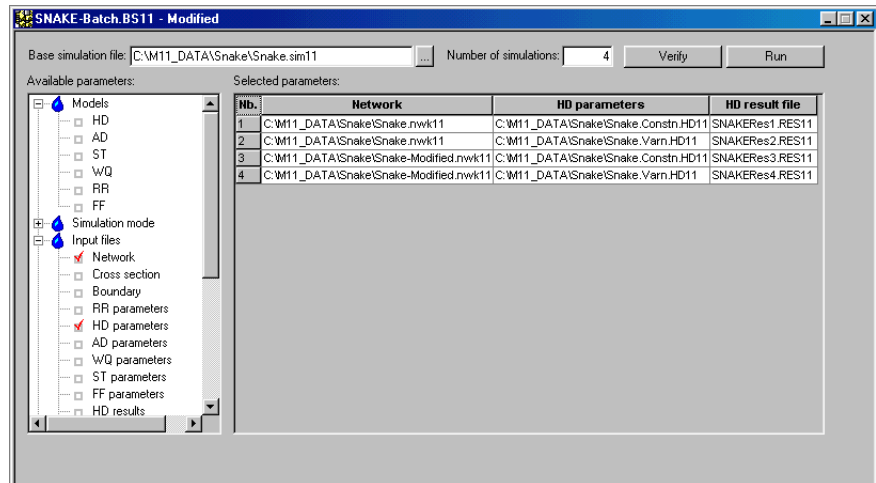 SNAKE-Batch.BS11 - Modified
Base simulation file: C:\M11_DATA\Snake\Snake.sim11 ... Number of simulations: 4 Verify Run
Available parameters: Selected parameters:
Models
HD
AD
ST
WQ
RR
FF
Simulation mode
Input files
Network
Cross section
Boundary
RR parameters
HD parameters
AD parameters
WQ parameters
ST parameters
FF parameters
HD results
Nb. Network HD parameters HD result file
1 C:\M11_DATA\Snake\Snake.nwk11 C:\M11_DATA\Snake\Snake.Constn.HD11 SNAKERes1.RES11
2 C:\M11_DATA\Snake\Snake.nwk11 C:\M11_DATA\Snake\Snake.Varn.HD11 SNAKERes2.RES11
3 C:\M11_DATA\Snake\Snake-Modified.nwk11 C:\M11_DATA\Snake\Snake.Constn.HD11 SNAKERes3.RES11
4 C:\M11_DATA\Snake\Snake-Modified.nwk11 C:\M11_DATA\Snake\Snake.Varn.HD11 SNAKERes4.RES11